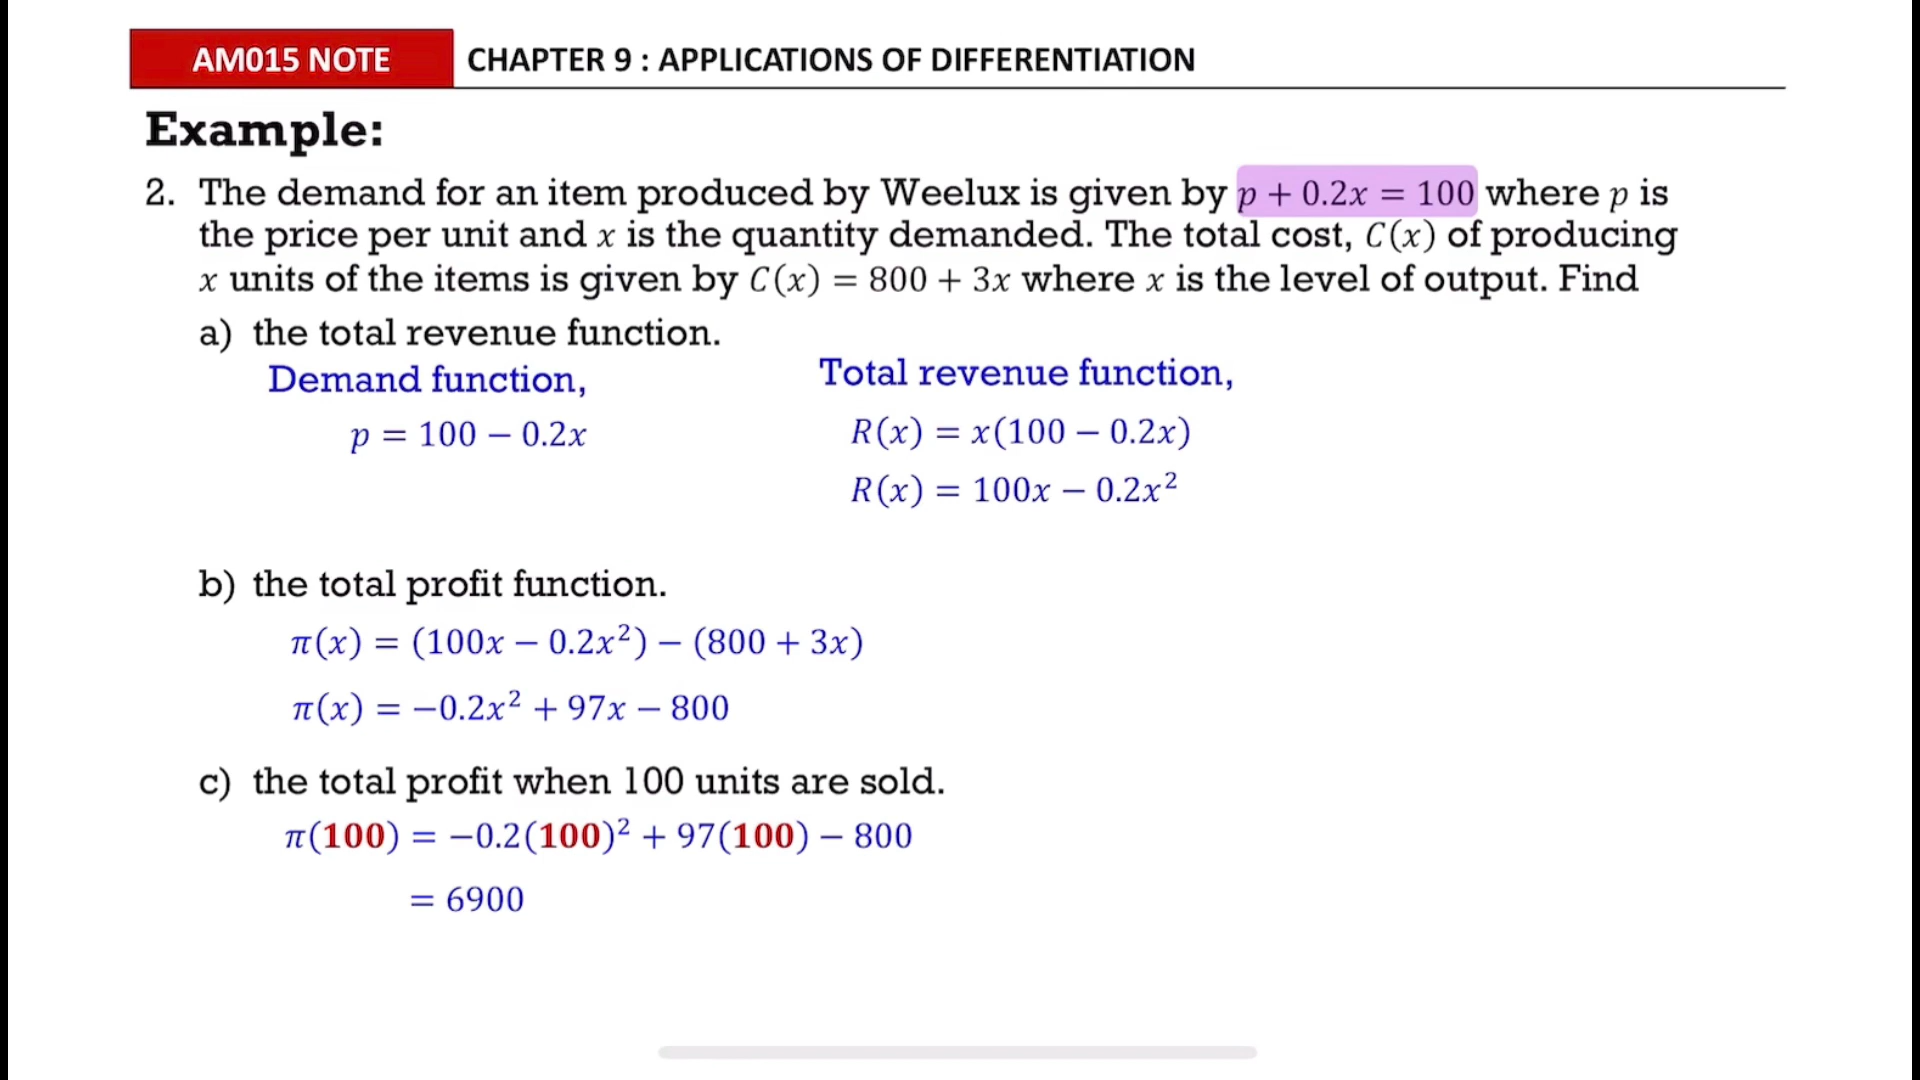 AM015 NOTE CHAPTER 9 : APPLICATIONS OF DIFFERENTIATION
Example:
2. The demand for an item produced by Weelux is given by p + 0.2x = 100 where p is
the price per unit and x is the quantity demanded. The total cost, C(x) of producing
x units of the items is given by C(x) = 800 + 3x where x is the level of output. Find
a) the total revenue function.
Demand function,
p = 100 − 0.2x
Total revenue function,
R(x) = x(100 − 0.2x)
R(x) = 100x − 0.2x²
b) the total profit function.
π(x) = (100x − 0.2x²) − (800 + 3x)
π(x) = −0.2x² + 97x − 800
c) the total profit when 100 units are sold.
π(100) = −0.2(100)² + 97(100) − 800
= 6900